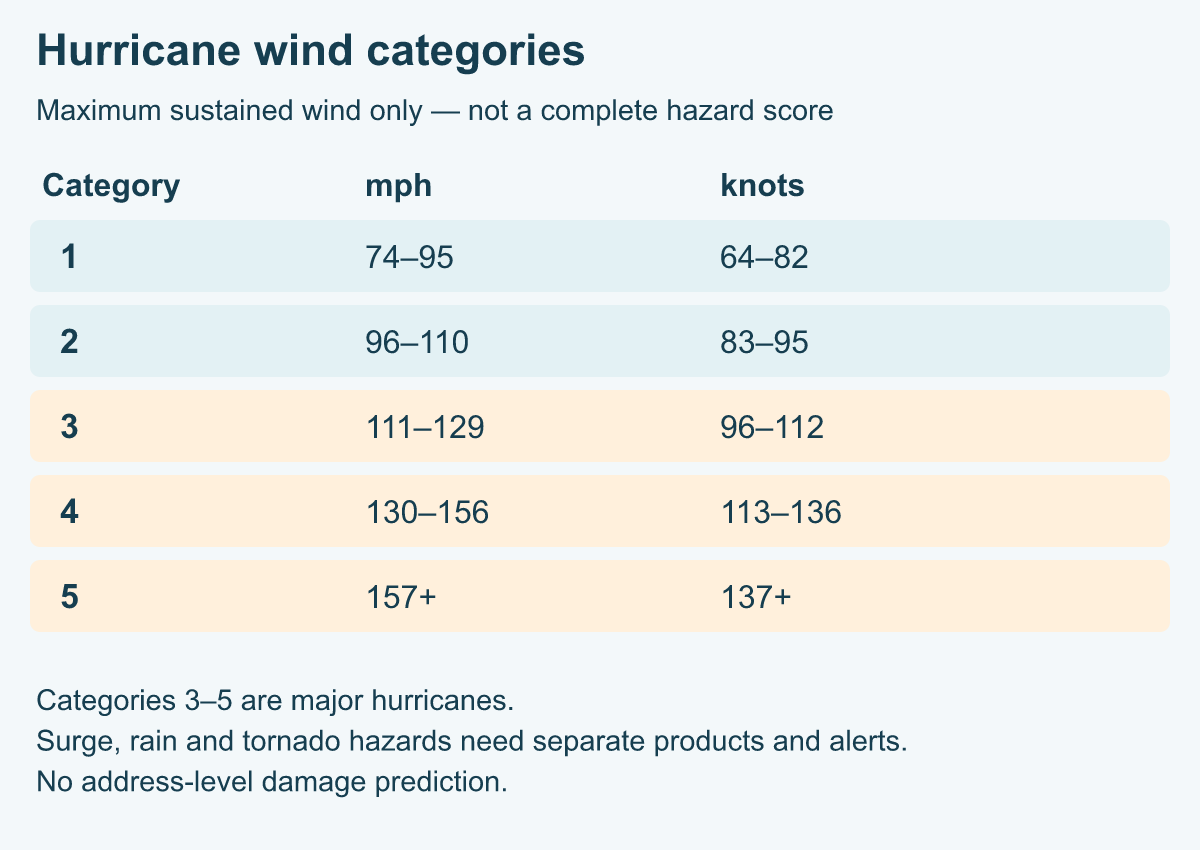 Hurricane wind categories
Maximum sustained wind only — not a complete hazard score
Category mph knots
1 74–95 64–82
2 96–110 83–95
3 111–129 96–112
4 130–156 113–136
5 157+ 137+
Categories 3–5 are major hurricanes.
Surge, rain and tornado hazards need separate products and alerts.
No address-level damage prediction.